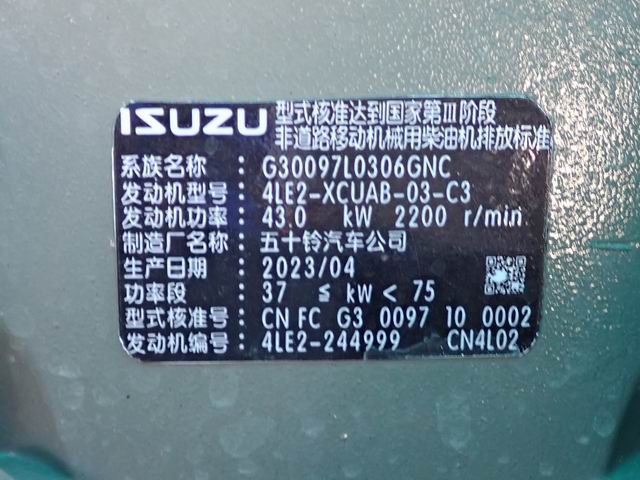 ISUZU 型式核准达到国家第Ⅲ阶段
非道路移动机械用柴油机排放标准
系族名称 : G30097L0306GNC
发动机型号 : 4LE2-XCUAB-03-C3
发动机功率 : 43.0 kW 2200 r/min
制造厂名称 : 五十铃汽车公司
生产日期 : 2023/04
功率段 : 37 ≤ kW < 75
型式核准号 : CN FC G3 0097 10 0002
发动机编号 : 4LE2-244999 CN4L02